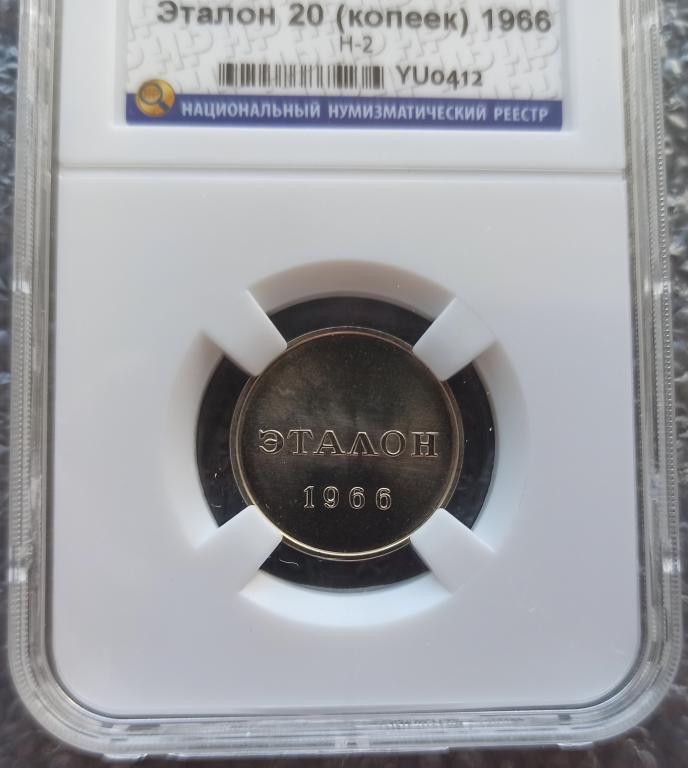 Эталон 20 (копеек) 1966
Н-2
YU0412
НАЦИОНАЛЬНЫЙ НУМИЗМАТИЧЕСКИЙ РЕЕСТР
ЭТАЛОН
1966